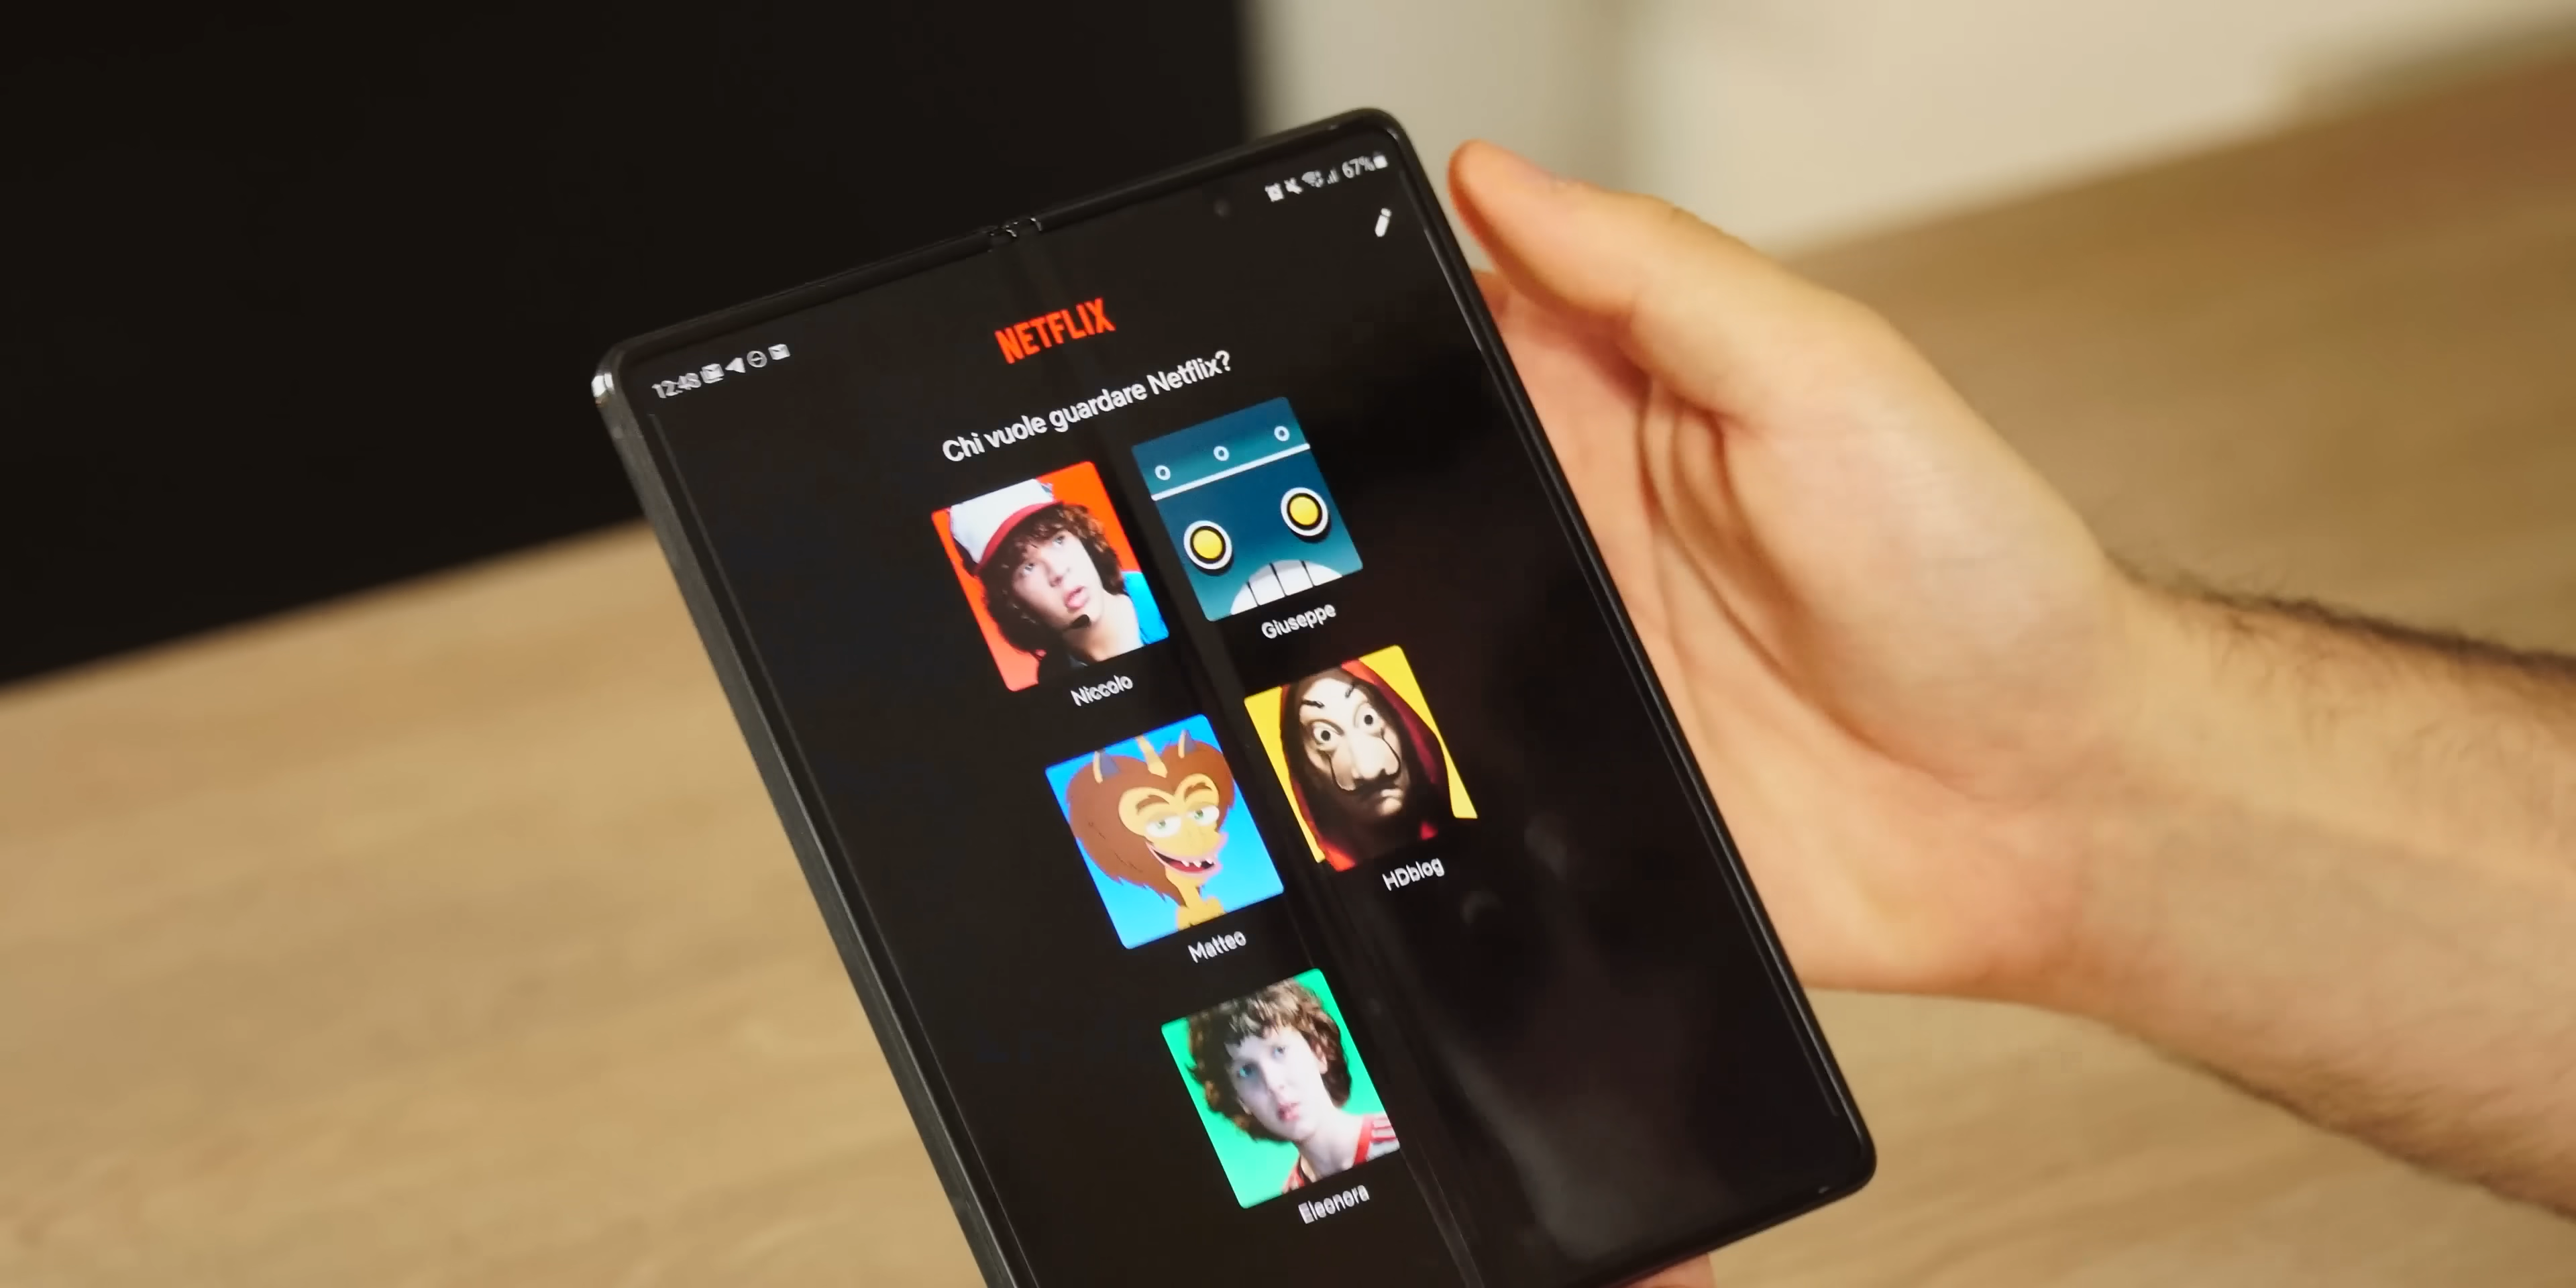 12:48
67%
NETFLIX
Chi vuole guardare Netflix?
Niccolo
Giuseppe
Matteo
HDblog
Eleonora